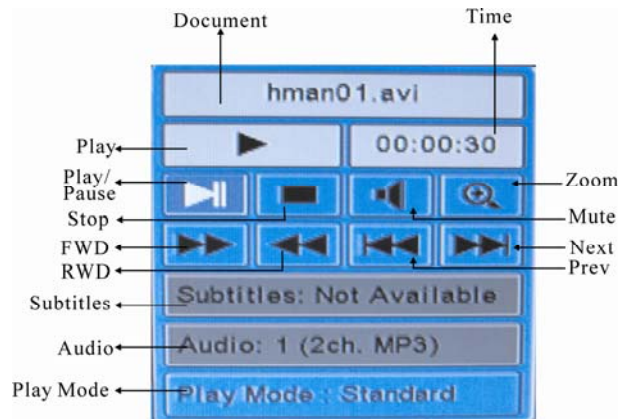 Document
Time
hman01.avi
Play
00:00:30
Play/
Pause
Zoom
Stop
Mute
FWD
Next
RWD
Prev
Subtitles
Subtitles: Not Available
Audio
Audio: 1 (2ch. MP3)
Play Mode
Play Mode : Standard